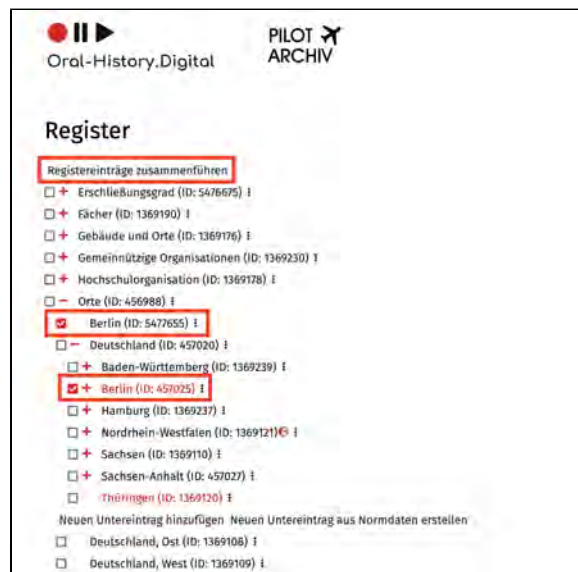 PILOT
Oral-History.Digital
ARCHIV
Register
Registereinträge zusammenführen
+ Erschließungsgrad (ID: 5476675)
+ Fächer (ID: 1369190)
+ Gebäude und Orte (ID: 1369176)
+ Gemeinnützige Organisationen (ID: 1369230)
+ Hochschulorganisation (ID: 1369178)
− Orte (ID: 456988)
Berlin (ID: 5477655)
− Deutschland (ID: 457020)
+ Baden-Württemberg (ID: 1369239)
+ Berlin (ID: 457025)
+ Hamburg (ID: 1369237)
+ Nordrhein-Westfalen (ID: 1369121)
+ Sachsen (ID: 1369110)
+ Sachsen-Anhalt (ID: 457027)
Thüringen (ID: 1369120)
Neuen Untereintrag hinzufügen Neuen Untereintrag aus Normdaten erstellen
Deutschland, Ost (ID: 1369108)
Deutschland, West (ID: 1369109)